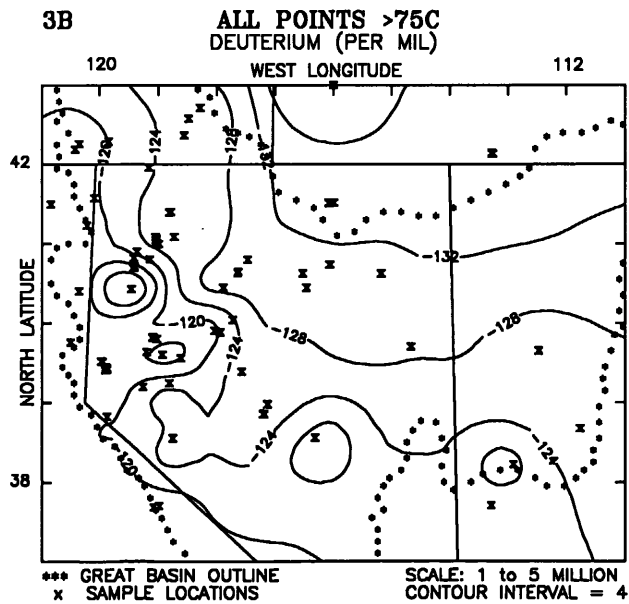 3B ALL POINTS >75C
DEUTERIUM (PER MIL)
120 WEST LONGITUDE 112
-120 -124 -128 -132
42
-132
NORTH LATITUDE
-120 -128 -128
-124
-124 -124
-120
38
*** GREAT BASIN OUTLINE SCALE: 1 to 5 MILLION
x SAMPLE LOCATIONS CONTOUR INTERVAL = 4